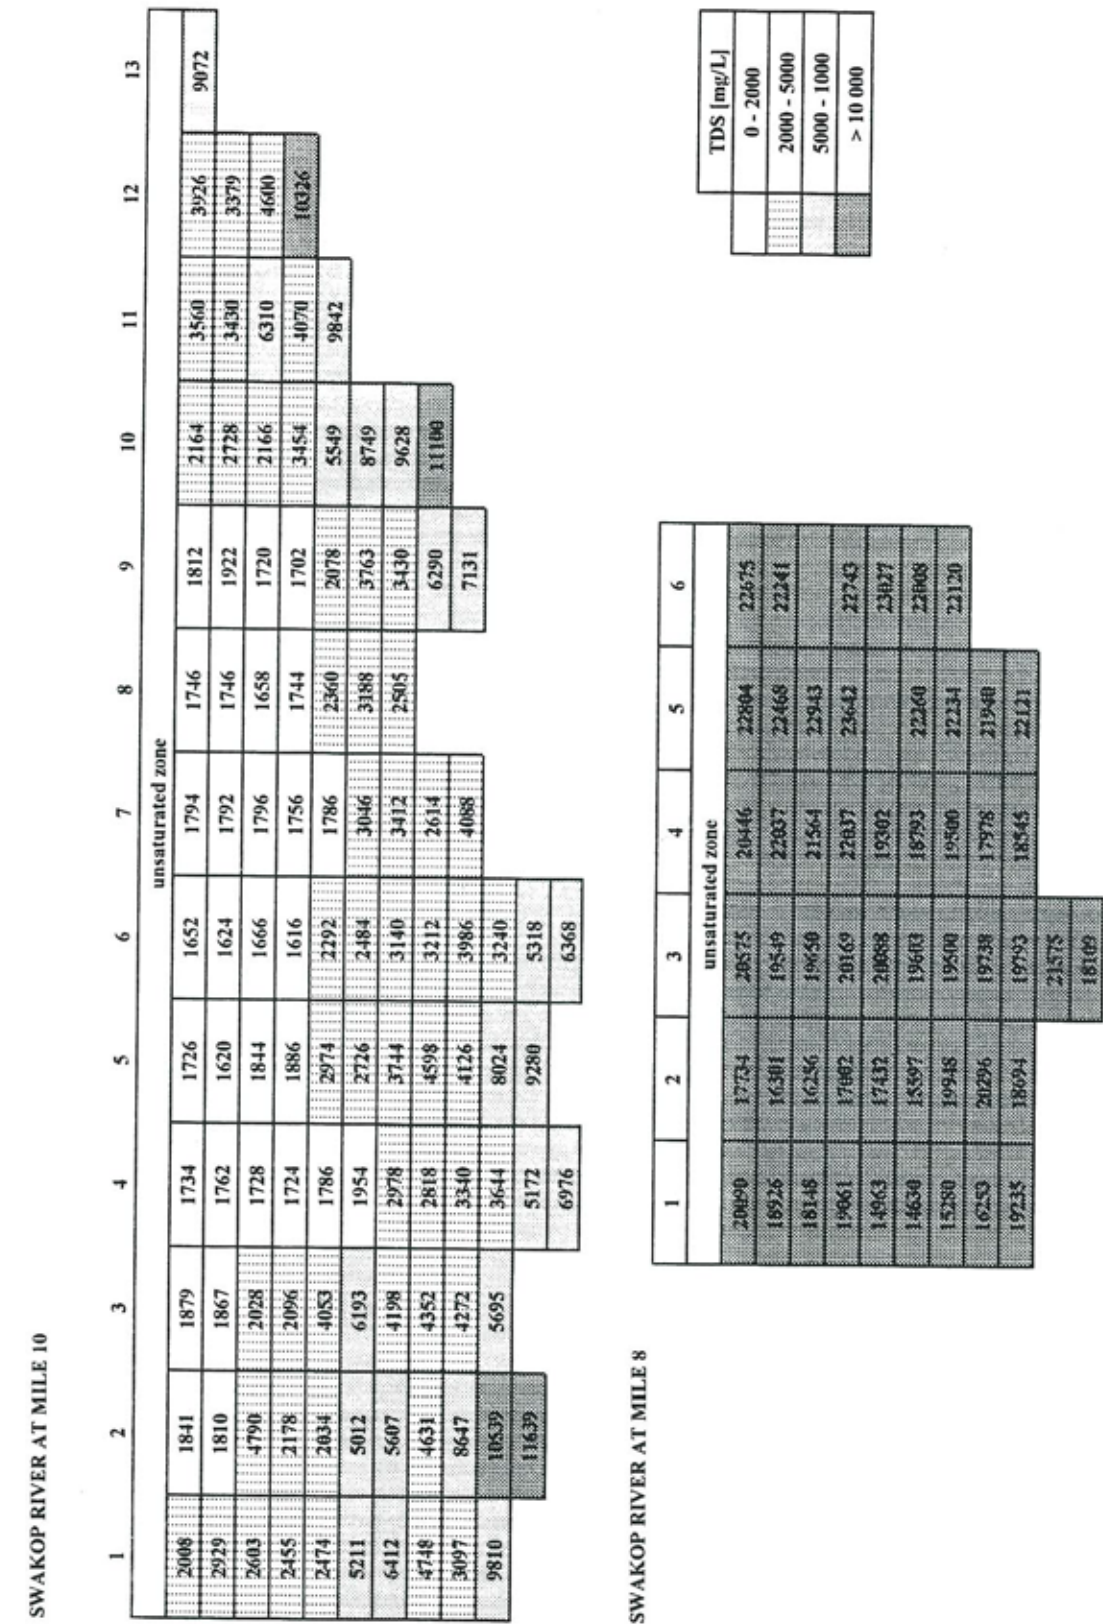 SWAKOP RIVER AT MILE 10
1 2 3 4 5 6 7 8 9 10 11 12 13
unsaturated zone
2008 1841 1879 1734 1726 1652 1794 1746 1812 2164 3560 3926 9072
2929 1810 1867 1762 1620 1624 1792 1746 1922 2728 3430 3379
2603 4790 2028 1728 1844 1666 1796 1658 1720 2166 6310 4600
2455 2178 2096 1724 1886 1616 1756 1744 1702 3454 4070 10326
2474 2034 4053 1786 2974 2292 1786 2360 2078 5549 9842
5211 5012 6193 1954 2726 2484 3046 3188 3763 8749
6412 5607 4198 2978 3744 3140 3412 2505 3430 9628
4748 4631 4352 2818 4598 3212 2614 6290 11100
3097 8647 4272 3340 4126 3986 4088 7131
9810 10539 5695 3644 8024 3240
11639 5172 9280 5318
6976 6368
SWAKOP RIVER AT MILE 8
1 2 3 4 5 6
unsaturated zone
20090 17734 20575 20446 22804 22675
18926 16301 19549 22037 22468 22241
18148 16256 19650 21564 22943
19061 17002 20169 22037 23642 22743
14963 17432 20088 19302 23027
14630 15597 19603 18793 22260 22008
15280 19948 19500 19500 22234 22120
16253 20296 19738 17978 21940
19235 18694 19793 18545 22121
21575
18109
TDS [mg/L]
0 - 2000
2000 - 5000
5000 - 1000
> 10 000